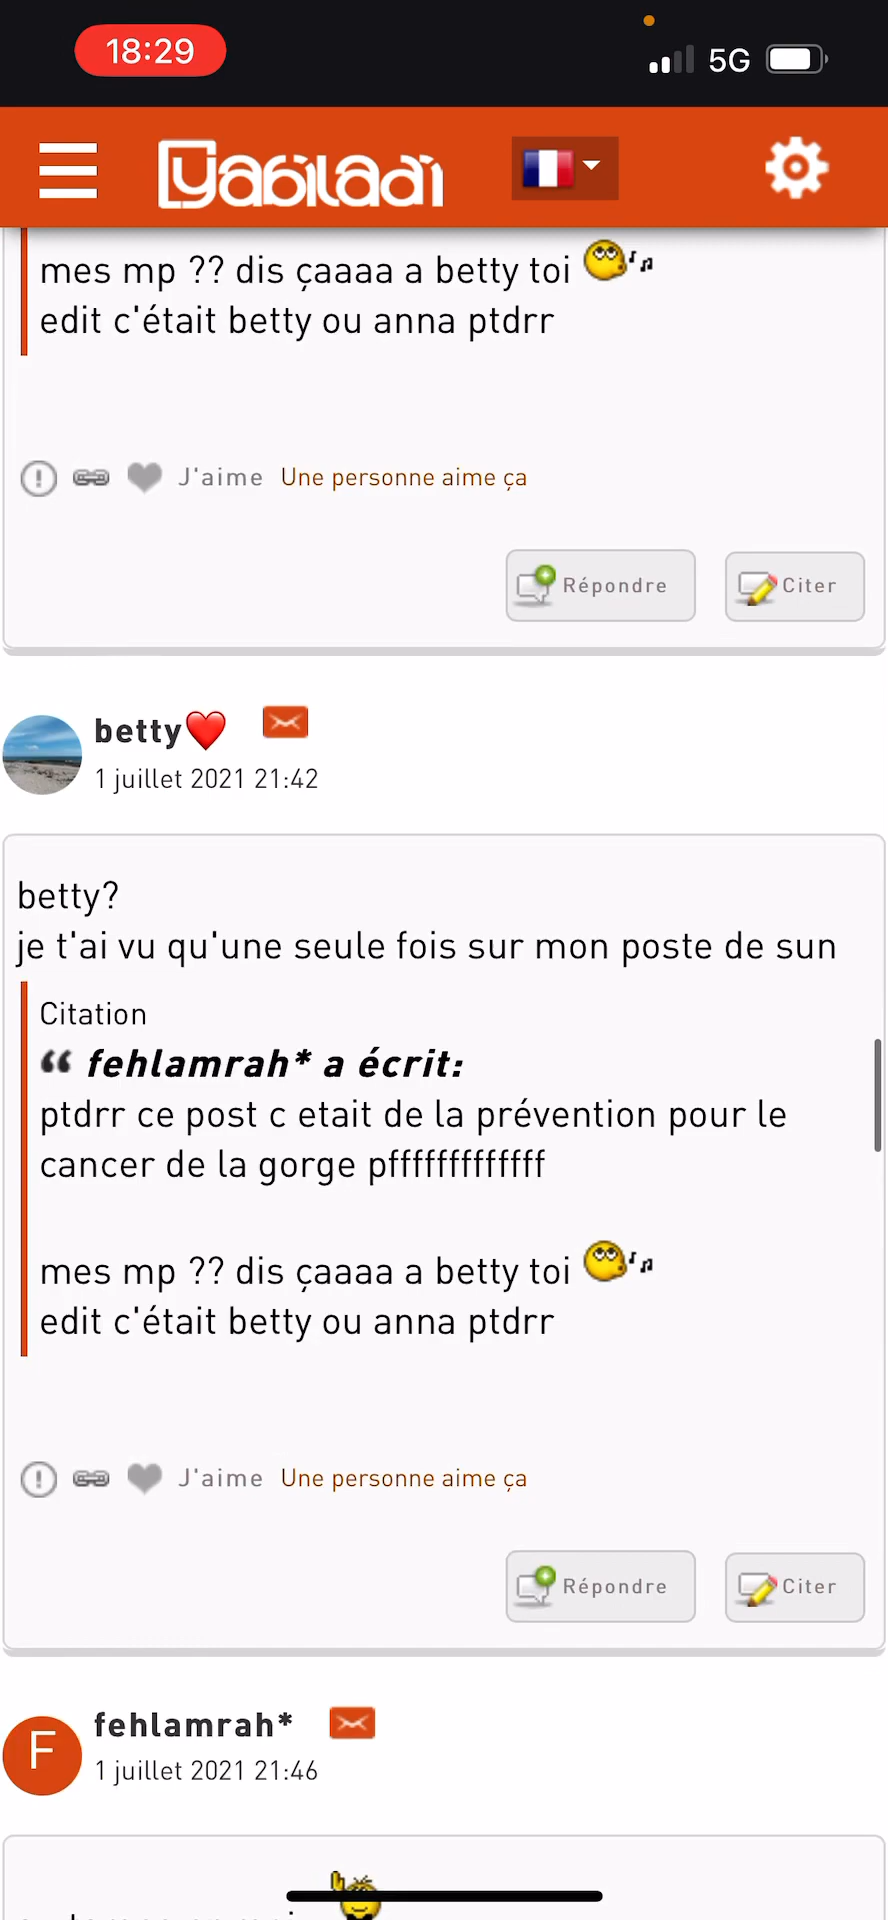 18:29
5G
Yabiladi
mes mp ?? dis çaaaa a betty toi
edit c'était betty ou anna ptdrr
J'aime Une personne aime ça
Répondre Citer
betty❤️
1 juillet 2021 21:42
betty?
je t'ai vu qu'une seule fois sur mon poste de sun
Citation
“ fehlamrah* a écrit:
ptdrr ce post c etait de la prévention pour le
cancer de la gorge pfffffffffffff
mes mp ?? dis çaaaa a betty toi
edit c'était betty ou anna ptdrr
J'aime Une personne aime ça
Répondre Citer
F
fehlamrah*
1 juillet 2021 21:46